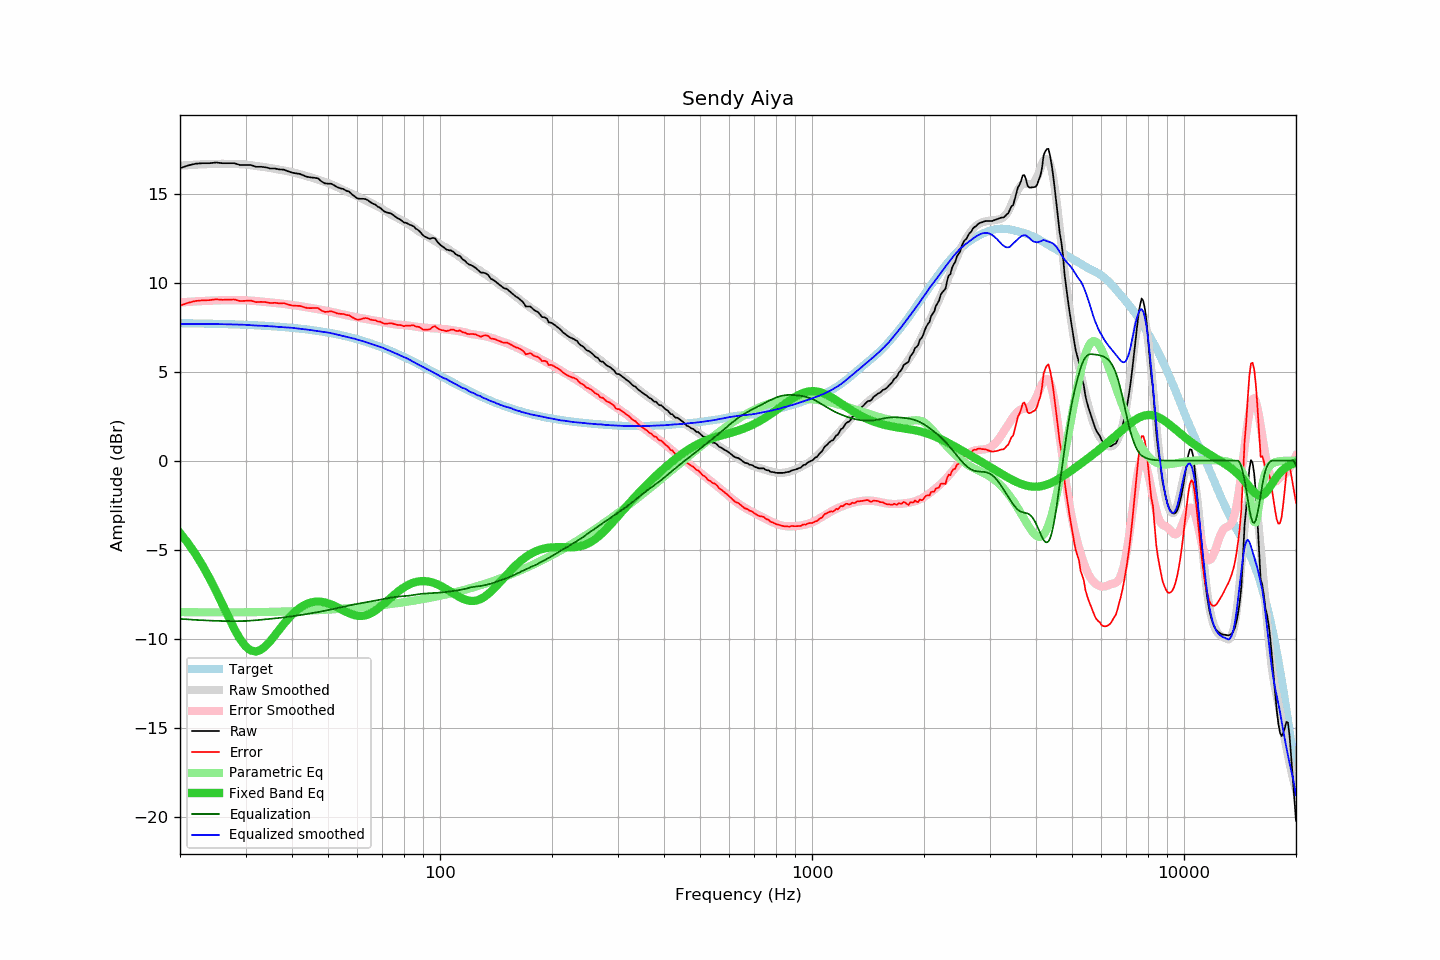 Sendy Aiya
Amplitude (dBr)
15
10
5
0
−5
−10
−15
−20
Target
Raw Smoothed
Error Smoothed
Raw
Error
Parametric Eq
Fixed Band Eq
Equalization
Equalized smoothed
100
1000
10000
Frequency (Hz)